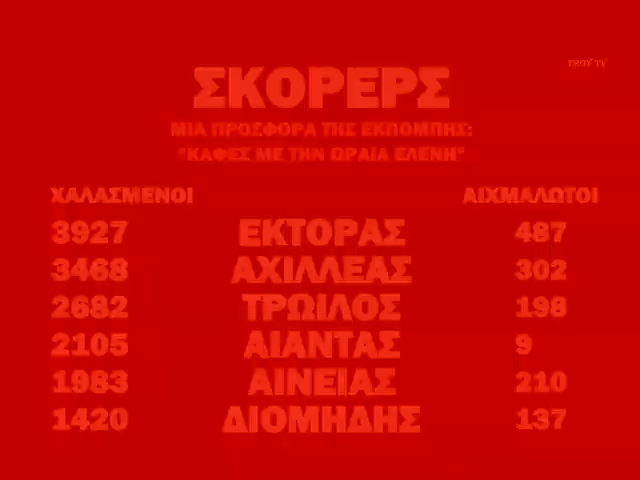 TROY TV
ΣΚΟΡΕΡΣ
ΜΙΑ ΠΡΟΣΦΟΡΑ ΤΗΣ ΕΚΠΟΜΠΗΣ:
"ΚΑΦΕΣ ΜΕ ΤΗΝ ΩΡΑΙΑ ΕΛΕΝΗ"
ΧΑΛΑΣΜΕΝΟΙ ΑΙΧΜΑΛΩΤΟΙ
3927 ΕΚΤΟΡΑΣ 487
3468 ΑΧΙΛΛΕΑΣ 302
2682 ΤΡΩΙΛΟΣ 198
2105 ΑΙΑΝΤΑΣ 9
1983 ΑΙΝΕΙΑΣ 210
1420 ΔΙΟΜΗΔΗΣ 137